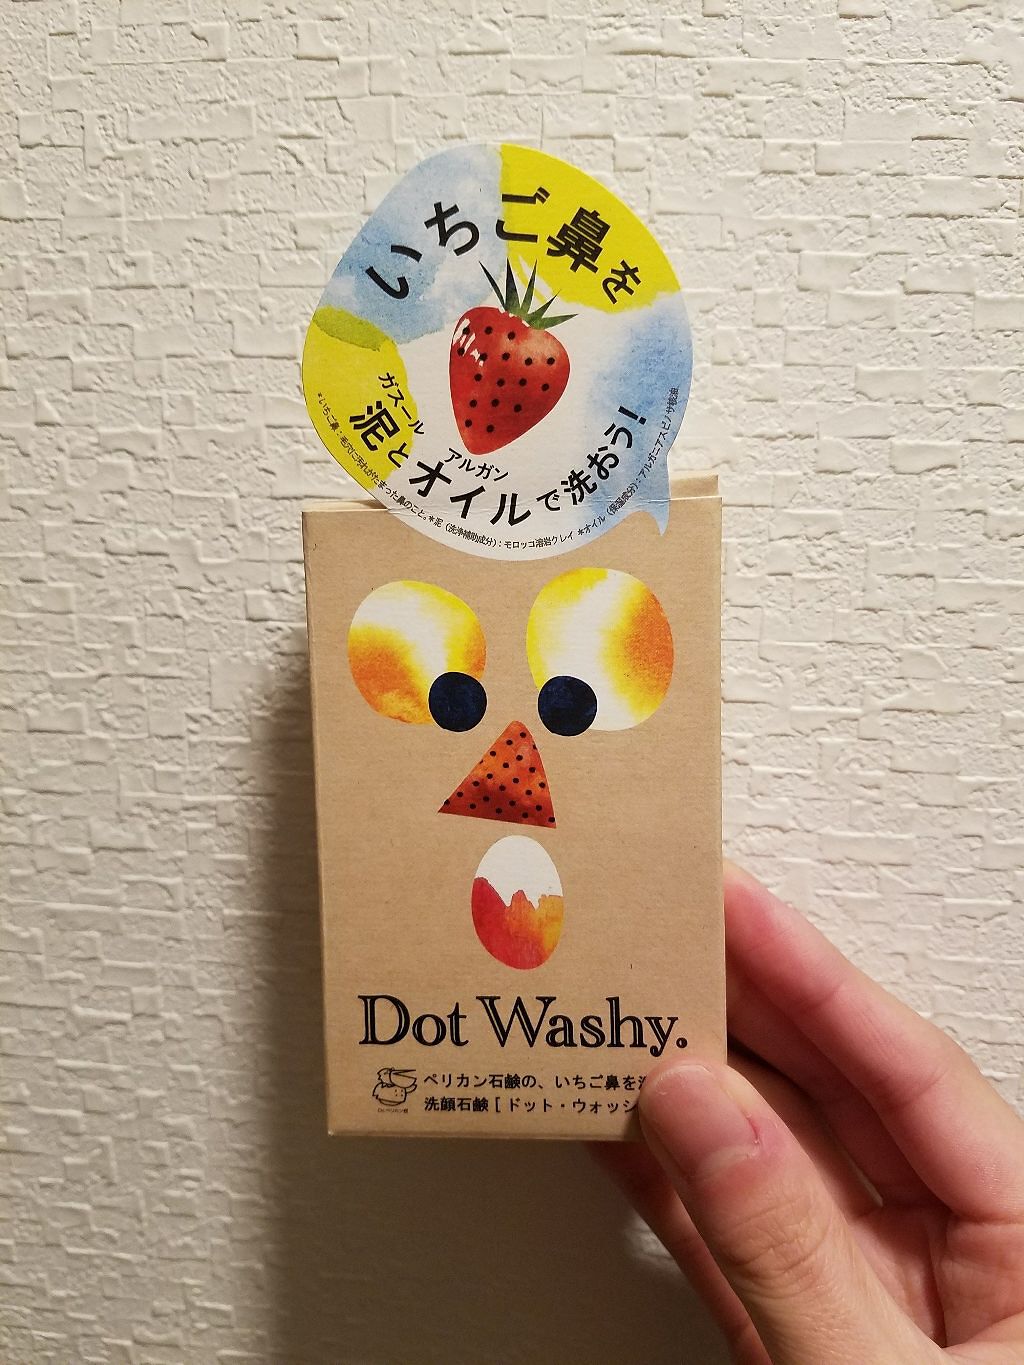 いちご鼻を
ガスール
泥と
アルガン
オイルで洗おう！
*いちご鼻：毛穴に汚れがたまった鼻のこと。*泥（洗浄補助成分）：モロッコ溶岩クレイ *オイル（保湿成分）：アルガニアスピノサ核油
Dot Washy.
ペリカン石鹸の、いちご鼻を
洗顔石鹸［ドット・ウォッシ